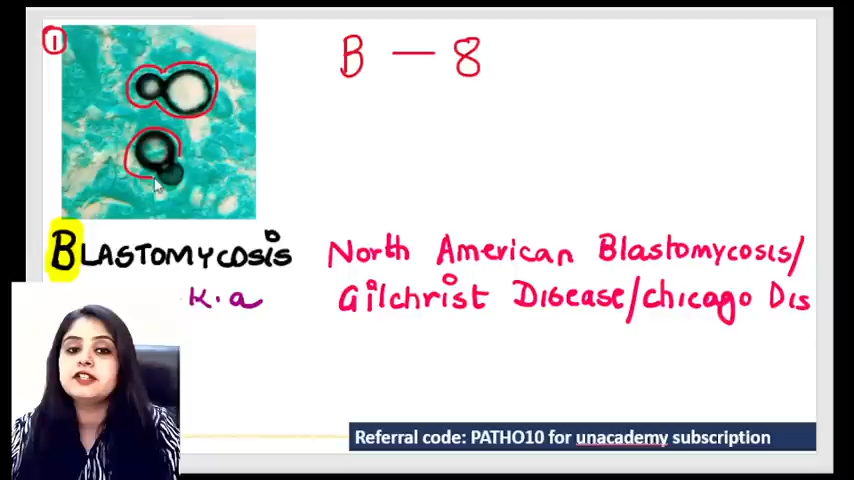 1
B — 8
BLASTOMYCOSIS
North American Blastomycosis/
K.a
Gilchrist Disease/Chicago Dis
Referral code: PATHO10 for unacademy subscription